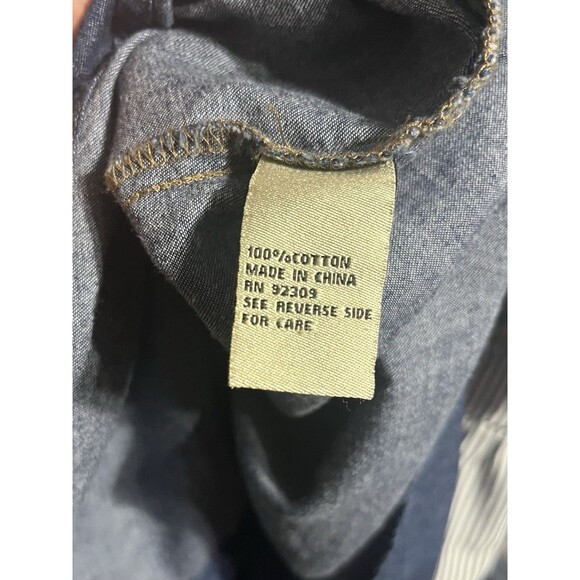 100%COTTON
MADE IN CHINA
RN 92309
SEE REVERSE SIDE
FOR CARE